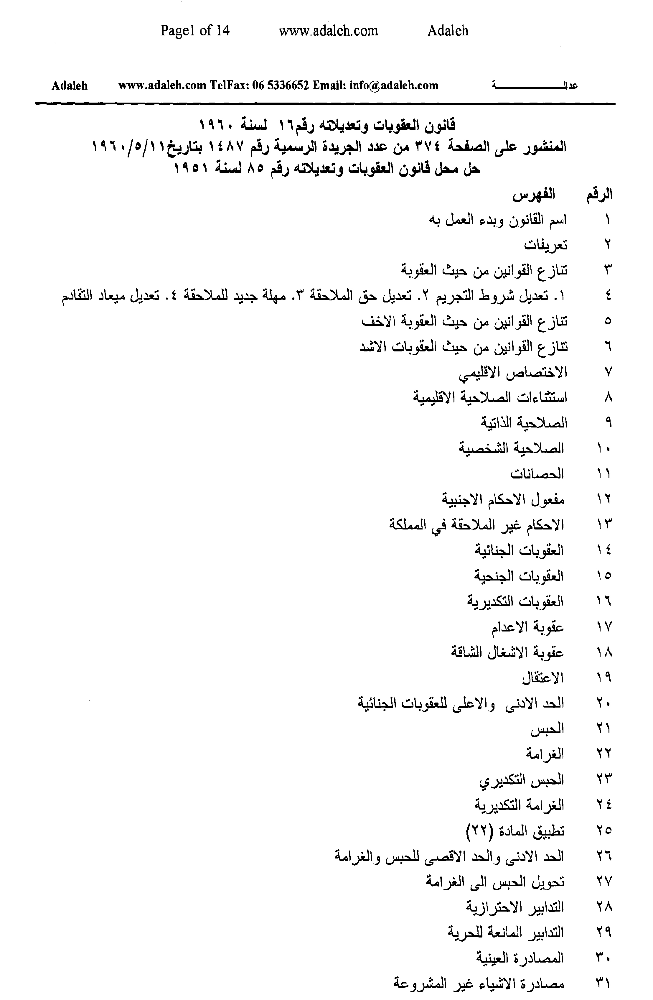 Page1 of 14 www.adaleh.com Adaleh
Adaleh www.adaleh.com TelFax: 06 5336652 Email: info@adaleh.com عدالـــــــــــــة
قانون العقوبات وتعديلاته رقم١٦ لسنة ١٩٦٠
المنشور على الصفحة ٣٧٤ من عدد الجريدة الرسمية رقم ١٤٨٧ بتاريخ١٩٦٠/٥/١١
حل محل قانون العقوبات وتعديلاته رقم ٨٥ لسنة ١٩٥١
الرقم الفهرس
١ اسم القانون وبدء العمل به
٢ تعريفات
٣ تنازع القوانين من حيث العقوبة
٤ ١. تعديل شروط التجريم ٢. تعديل حق الملاحقة ٣. مهلة جديد للملاحقة ٤. تعديل ميعاد التقادم
٥ تنازع القوانين من حيث العقوبة الاخف
٦ تنازع القوانين من حيث العقوبات الاشد
٧ الاختصاص الاقليمي
٨ استثناءات الصلاحية الاقليمية
٩ الصلاحية الذاتية
١٠ الصلاحية الشخصية
١١ الحصانات
١٢ مفعول الاحكام الاجنبية
١٣ الاحكام غير الملاحقة في المملكة
١٤ العقوبات الجنائية
١٥ العقوبات الجنحية
١٦ العقوبات التكديرية
١٧ عقوبة الاعدام
١٨ عقوبة الاشغال الشاقة
١٩ الاعتقال
٢٠ الحد الادنى والاعلى للعقوبات الجنائية
٢١ الحبس
٢٢ الغرامة
٢٣ الحبس التكديري
٢٤ الغرامة التكديرية
٢٥ تطبيق المادة (٢٢)
٢٦ الحد الادنى والحد الاقصى للحبس والغرامة
٢٧ تحويل الحبس الى الغرامة
٢٨ التدابير الاحترازية
٢٩ التدابير المانعة للحرية
٣٠ المصادرة العينية
٣١ مصادرة الاشياء غير المشروعة